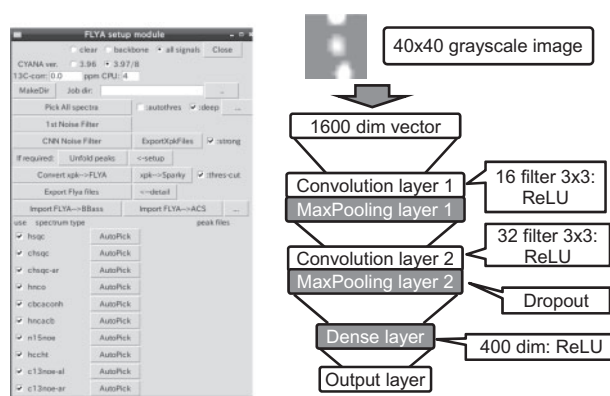 FLYA setup module
clear backbone all signals Close
CYANA ver. 3.96 3.97/8
13C-corr: 0.0 ppm CPU: 4
MakeDir Job dir: ..
Pick All spectra :autothres :deep ...
1st Noise Filter
CNN Noise Filter ExportXpkFiles :strong
If required: Unfold peaks <-setup
Convert xpk-->FLYA xpk-->Sparky :thres-cut
Export Flya files <--detail
Import FLYA-->BBass Import FLYA-->ACS ...
use spectrum type peak files
hsqc AutoPick
chsqc AutoPick
chsqc-ar AutoPick
hnco AutoPick
cbcaconh AutoPick
hncacb AutoPick
n15noe AutoPick
hccht AutoPick
c13noe-al AutoPick
c13noe-ar AutoPick
40x40 grayscale image
1600 dim vector
Convolution layer 1
MaxPooling layer 1
16 filter 3x3:
ReLU
Convolution layer 2
MaxPooling layer 2
32 filter 3x3:
ReLU
Dropout
Dense layer
400 dim: ReLU
Output layer